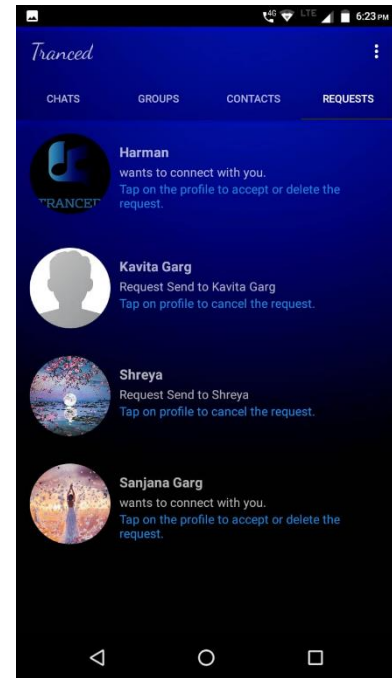 4G LTE 6:23 PM
Tranced
CHATS GROUPS CONTACTS REQUESTS
Harman
wants to connect with you.
Tap on the profile to accept or delete the
request.
TRANCED
Kavita Garg
Request Send to Kavita Garg
Tap on profile to cancel the request.
Shreya
Request Send to Shreya
Tap on profile to cancel the request.
Sanjana Garg
wants to connect with you.
Tap on the profile to accept or delete the
request.